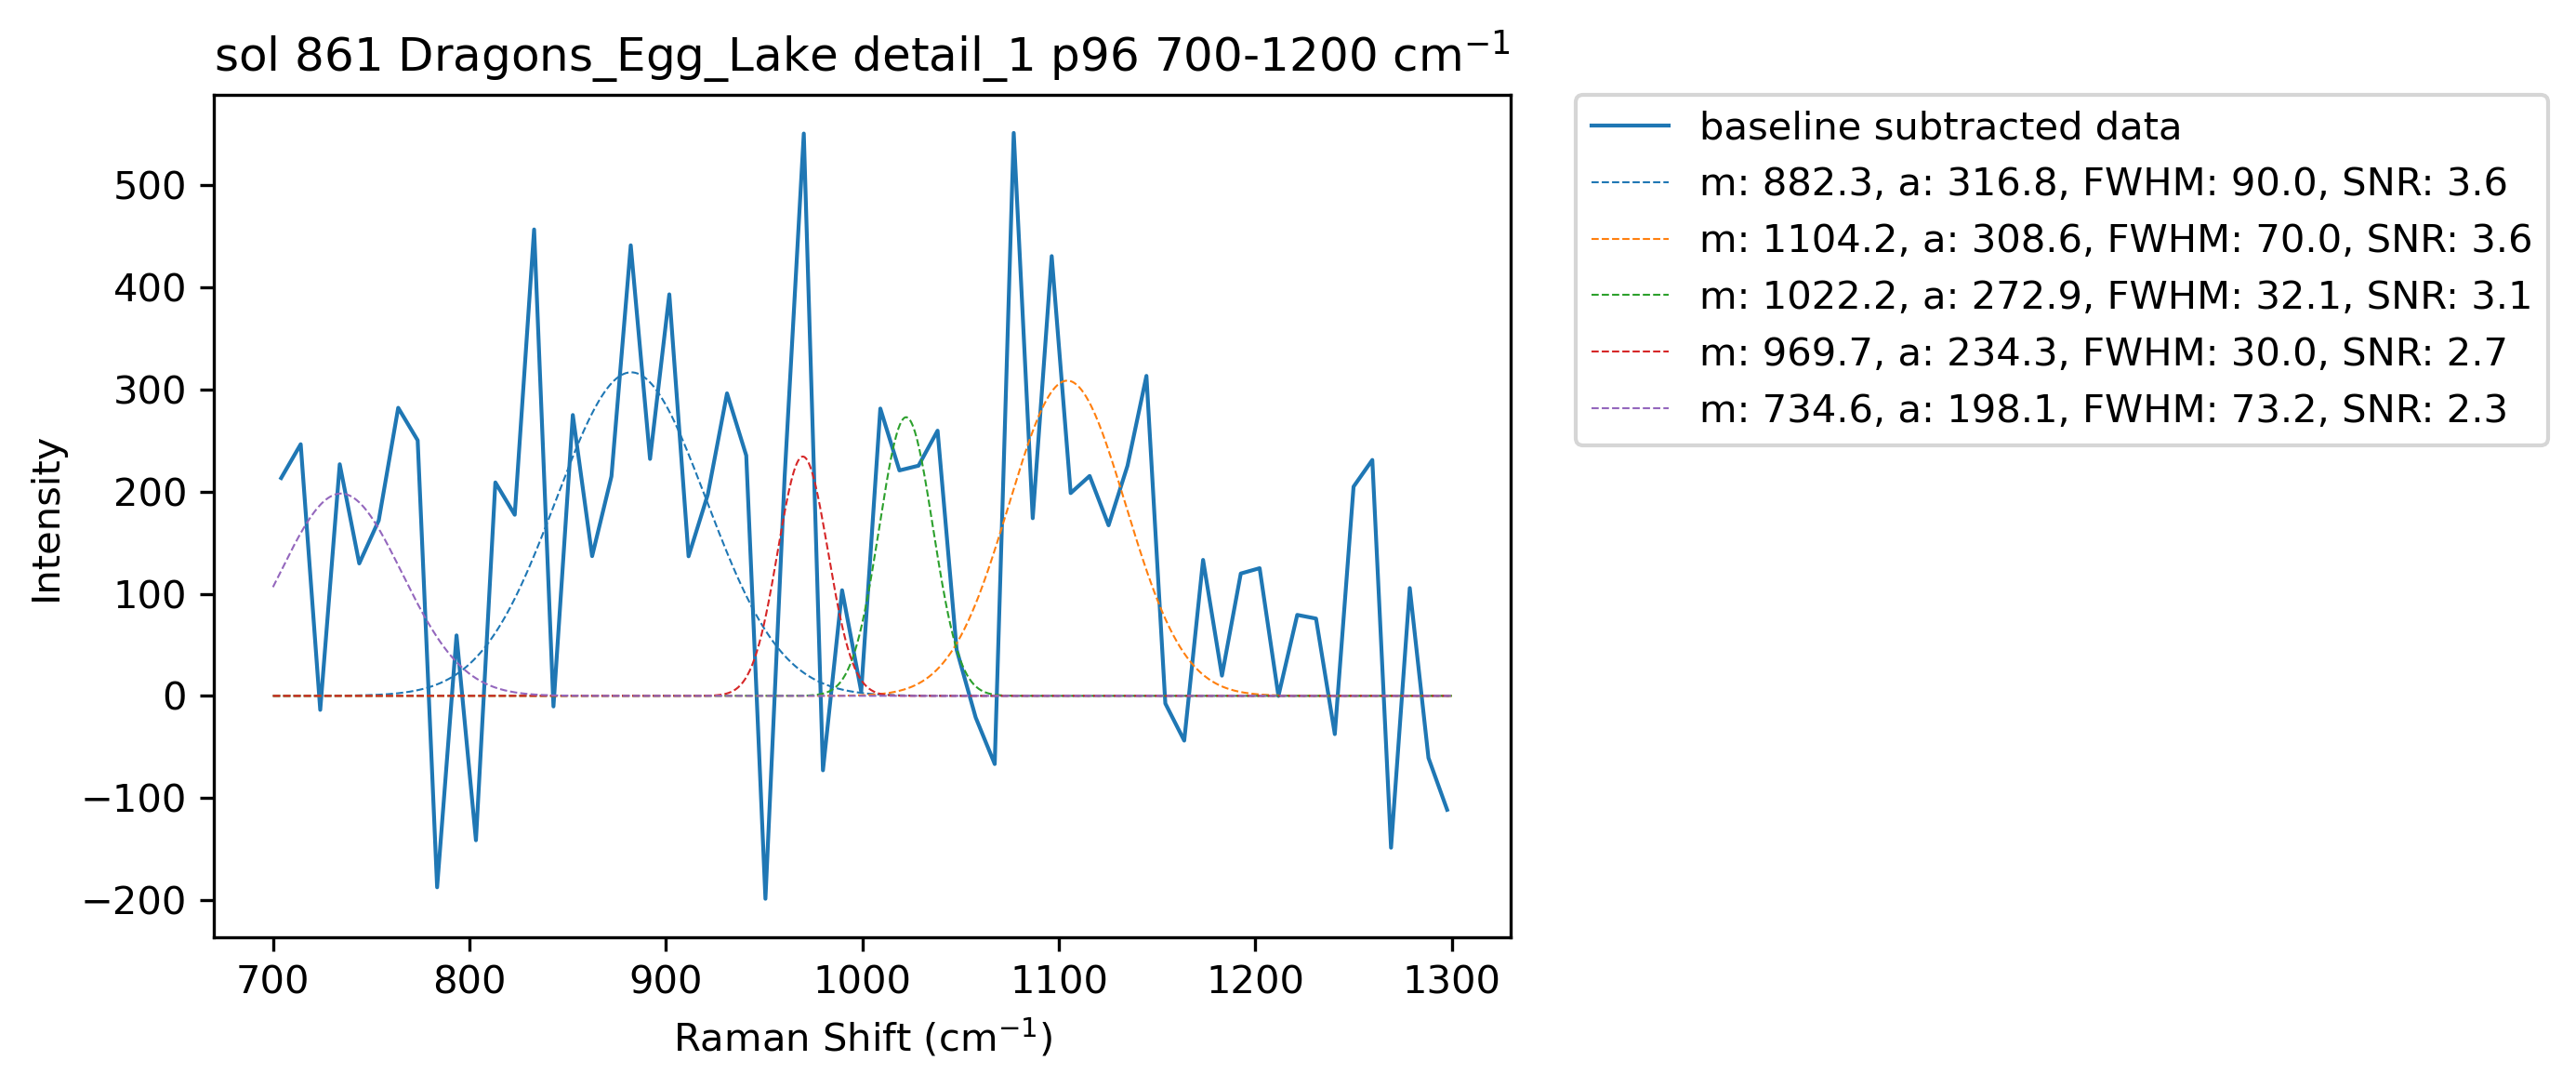 sol 861 Dragons_Egg_Lake detail_1 p96 700-1200 cm⁻¹
baseline subtracted data
m: 882.3, a: 316.8, FWHM: 90.0, SNR: 3.6
m: 1104.2, a: 308.6, FWHM: 70.0, SNR: 3.6
m: 1022.2, a: 272.9, FWHM: 32.1, SNR: 3.1
m: 969.7, a: 234.3, FWHM: 30.0, SNR: 2.7
m: 734.6, a: 198.1, FWHM: 73.2, SNR: 2.3
Intensity
500
400
300
200
100
0
−100
−200
700 800 900 1000 1100 1200 1300
Raman Shift (cm⁻¹)